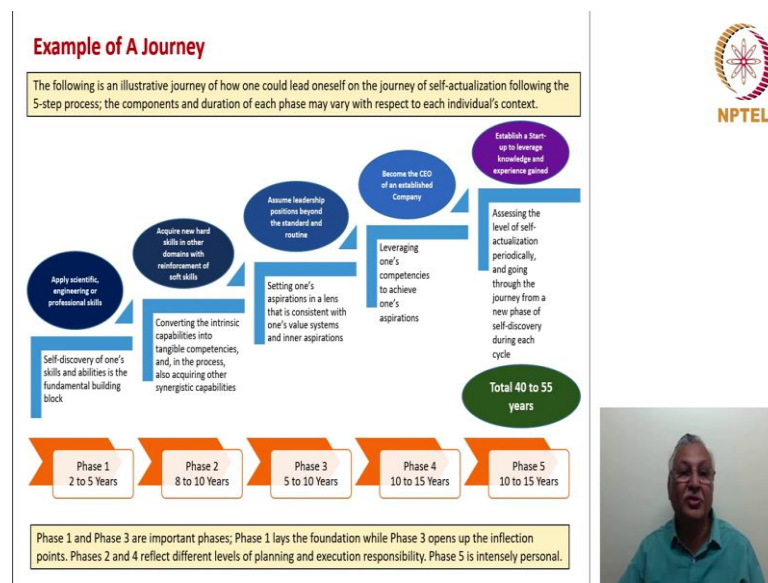 Example of A Journey
NPTEL
The following is an illustrative journey of how one could lead oneself on the journey of self-actualization following the
5-step process; the components and duration of each phase may vary with respect to each individual's context.
Establish a Start-
up to leverage
knowledge and
experience gained
Become the CEO
of an established
Company
Assume leadership
positions beyond
the standard and
routine
Acquire new hard
skills in other
domains with
reinforcement of
soft skills
Apply scientific,
engineering or
professional skills
Self-discovery of one's
skills and abilities is the
fundamental building
block
Converting the intrinsic
capabilities into
tangible competencies,
and, in the process,
also acquiring other
synergistic capabilities
Setting one's
aspirations in a lens
that is consistent with
one's value systems
and inner aspirations
Leveraging
one's
competencies
to achieve
one's
aspirations
Assessing the
level of self-
actualization
periodically,
and going
through the
journey from a
new phase of
self-discovery
during each
cycle
Total 40 to 55
years
Phase 1
2 to 5 Years
Phase 2
8 to 10 Years
Phase 3
5 to 10 Years
Phase 4
10 to 15 Years
Phase 5
10 to 15 Years
Phase 1 and Phase 3 are important phases; Phase 1 lays the foundation while Phase 3 opens up the inflection
points. Phases 2 and 4 reflect different levels of planning and execution responsibility. Phase 5 is intensely personal.